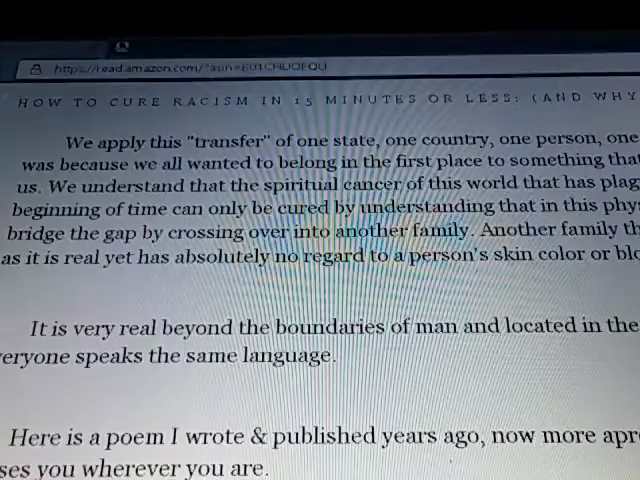 https://read.amazon.com/?asin=B01CHUOFQU
HOW TO CURE RACISM IN 15 MINUTES OR LESS: (AND WHY
We apply this "transfer" of one state, one country, one person, one
was because we all wanted to belong in the first place to something that
us. We understand that the spiritual cancer of this world that has plag
beginning of time can only be cured by understanding that in this phys
bridge the gap by crossing over into another family. Another family th
as it is real yet has absolutely no regard to a person's skin color or blo
It is very real beyond the boundaries of man and located in the
veryone speaks the same language.
Here is a poem I wrote & published years ago, now more apro
ses you wherever you are.